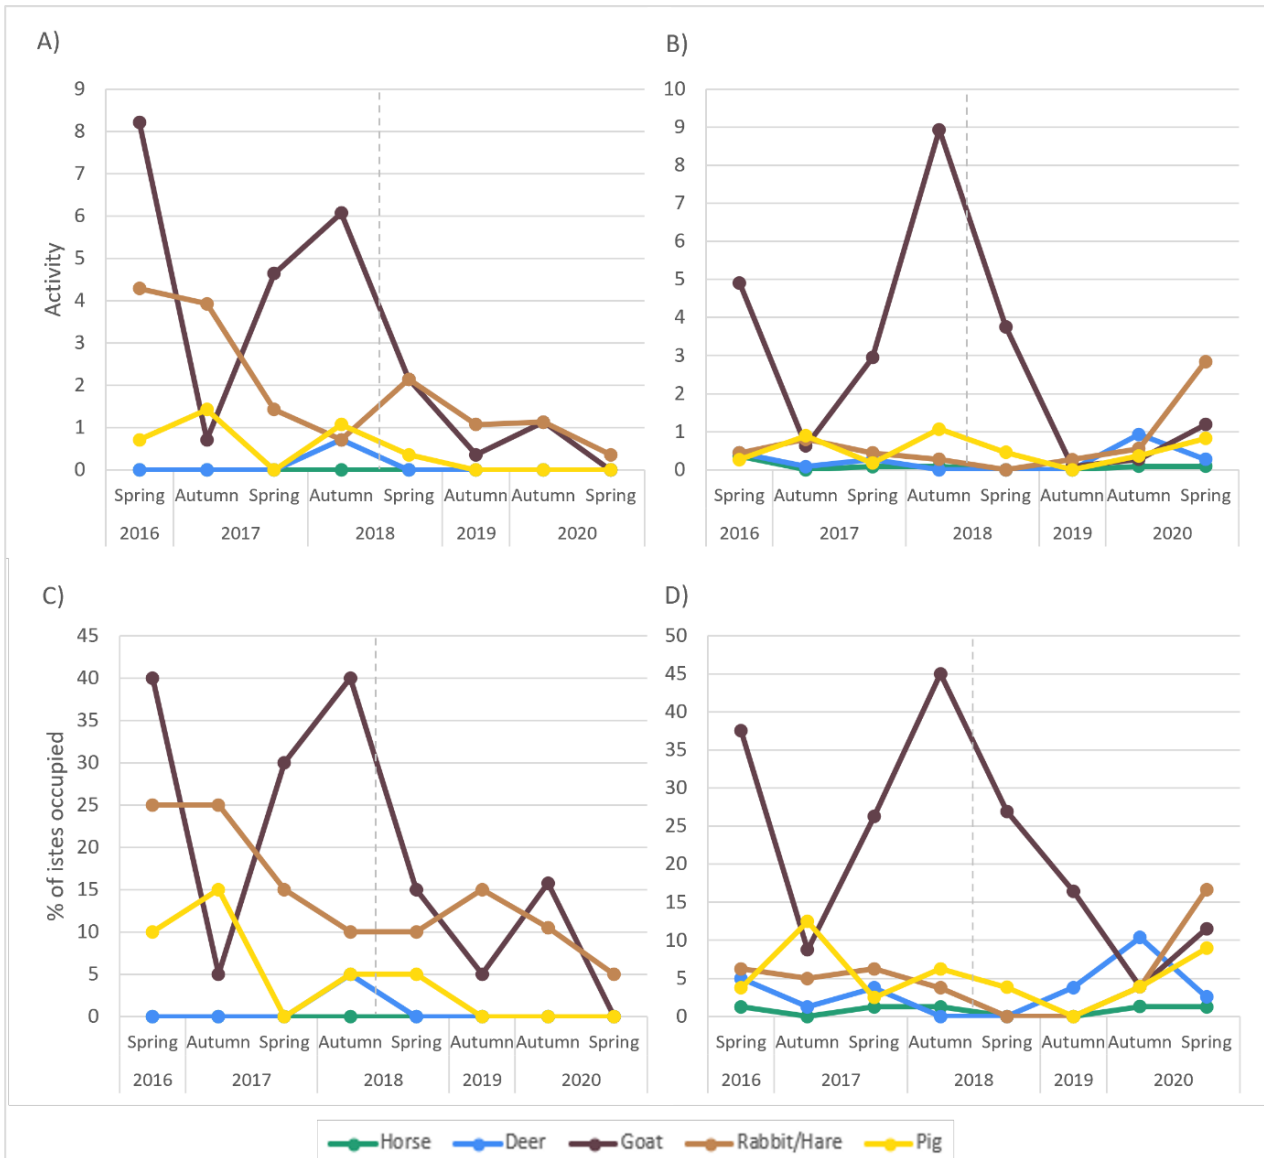 A)
9
8
7
6
5
4
3
2
1
0
Activity
Spring Autumn Spring Autumn Spring Autumn Autumn Spring
2016 2017 2018 2019 2020
B)
10
9
8
7
6
5
4
3
2
1
0
Spring Autumn Spring Autumn Spring Autumn Autumn Spring
2016 2017 2018 2019 2020
C)
45
40
35
30
25
20
15
10
5
0
% of istes occupied
Spring Autumn Spring Autumn Spring Autumn Autumn Spring
2016 2017 2018 2019 2020
D)
50
45
40
35
30
25
20
15
10
5
0
Spring Autumn Spring Autumn Spring Autumn Autumn Spring
2016 2017 2018 2019 2020
Horse Deer Goat Rabbit/Hare Pig